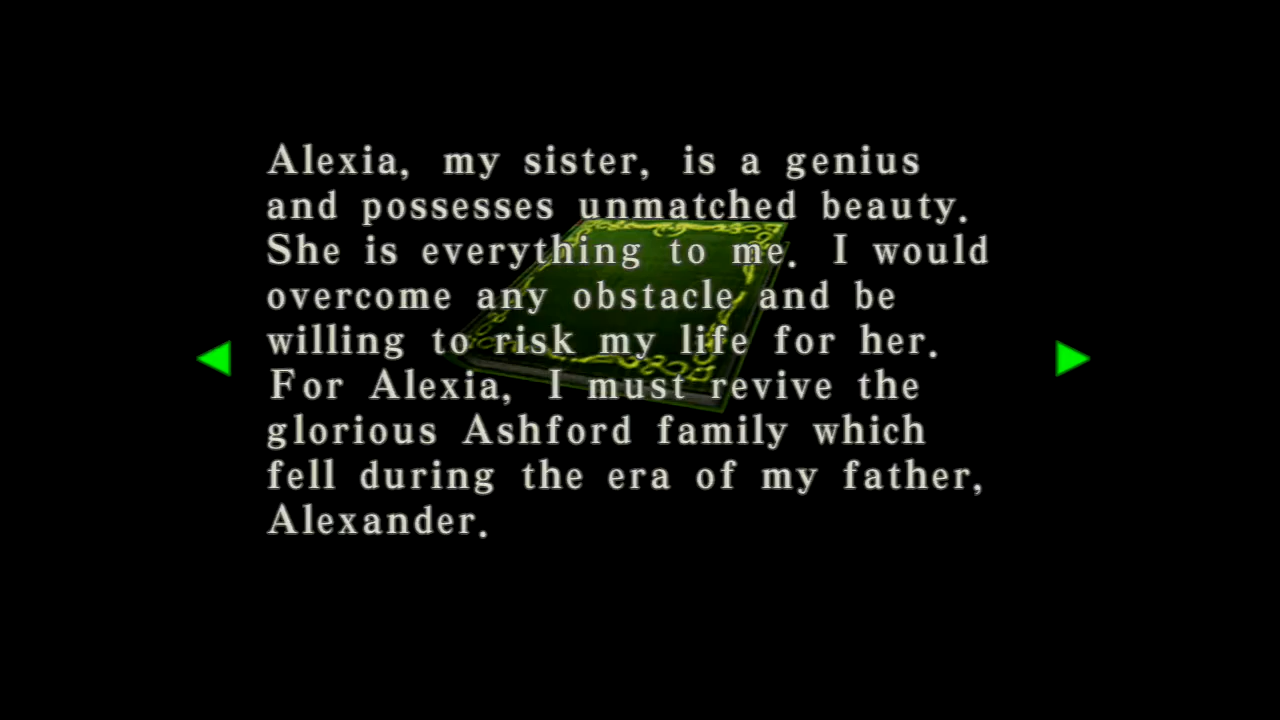 Alexia, my sister, is a genius
and possesses unmatched beauty.
She is everything to me. I would
overcome any obstacle and be
willing to risk my life for her.
For Alexia, I must revive the
glorious Ashford family which
fell during the era of my father,
Alexander.